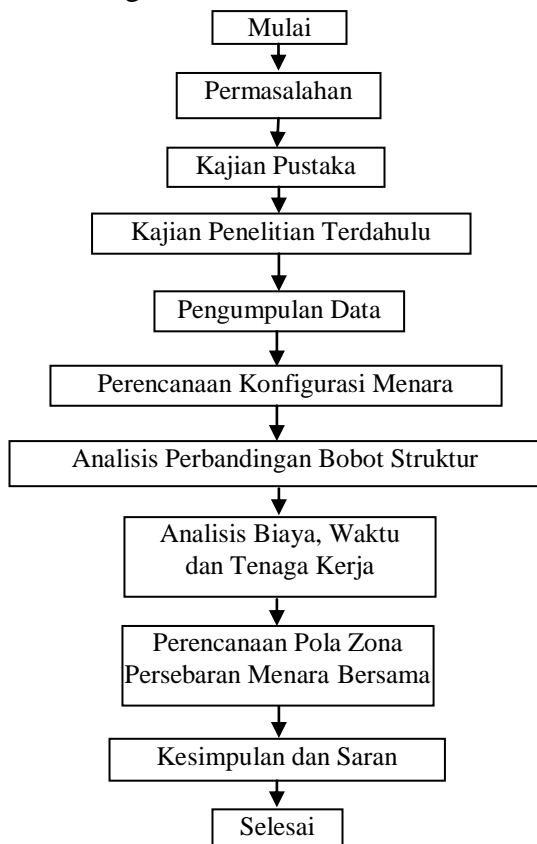 Mulai
Permasalahan
Kajian Pustaka
Kajian Penelitian Terdahulu
Pengumpulan Data
Perencanaan Konfigurasi Menara
Analisis Perbandingan Bobot Struktur
Analisis Biaya, Waktu
dan Tenaga Kerja
Perencanaan Pola Zona
Persebaran Menara Bersama
Kesimpulan dan Saran
Selesai